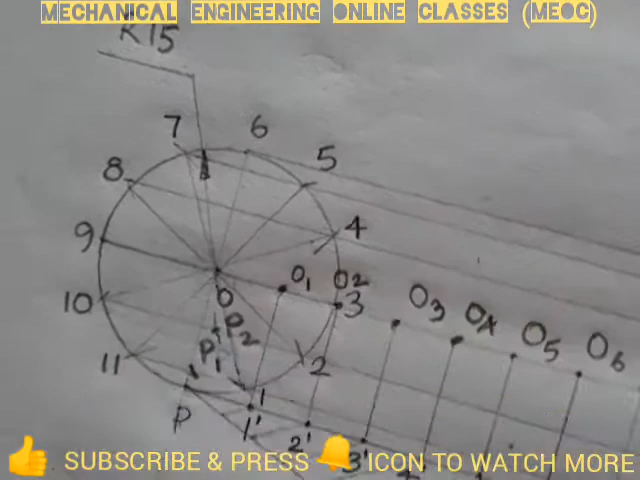 MECHANICAL ENGINEERING ONLINE CLASSES (MEOC)
R15
7
6
8
5
9
4
O1
O2
10
O
3
O3
O4
O5
O6
P2
P1
11
2
1
P
1'
2'
3'
SUBSCRIBE & PRESS ICON TO WATCH MORE